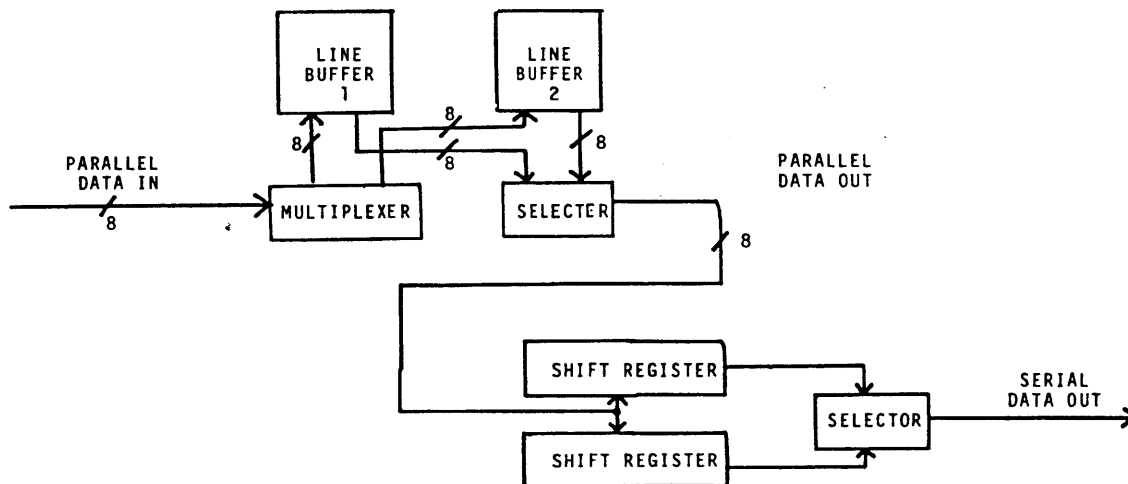 LINE
BUFFER
1
LINE
BUFFER
2
8
8
8
8
PARALLEL
DATA IN
8
MULTIPLEXER
SELECTER
PARALLEL
DATA OUT
8
SHIFT REGISTER
SERIAL
DATA OUT
SELECTOR
SHIFT REGISTER